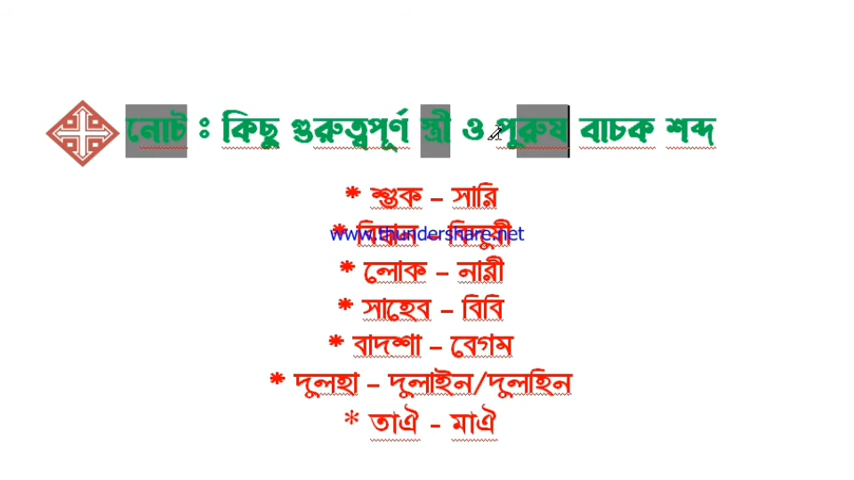 নোট ঃ কিছু গুরুত্বপূর্ণ স্ত্রী ও পুরুষ বাচক শব্দ
* শুক – সারি
* বিদ্বান – বিদুষী
www.thundershare.net
* লোক – নারী
* সাহেব – বিবি
* বাদশা – বেগম
* দুলহা – দুলাইন/দুলহিন
* তাঐ – মাঐ